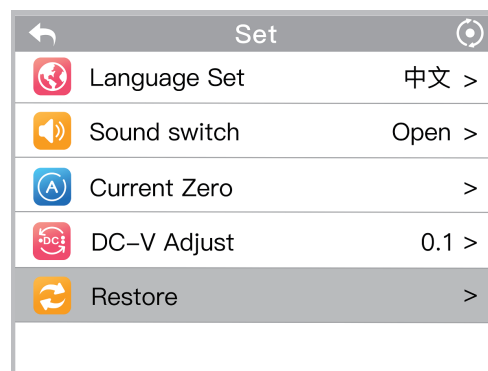 Set
Language Set 中文 >
Sound switch Open >
Current Zero >
DC-V Adjust 0.1 >
Restore >